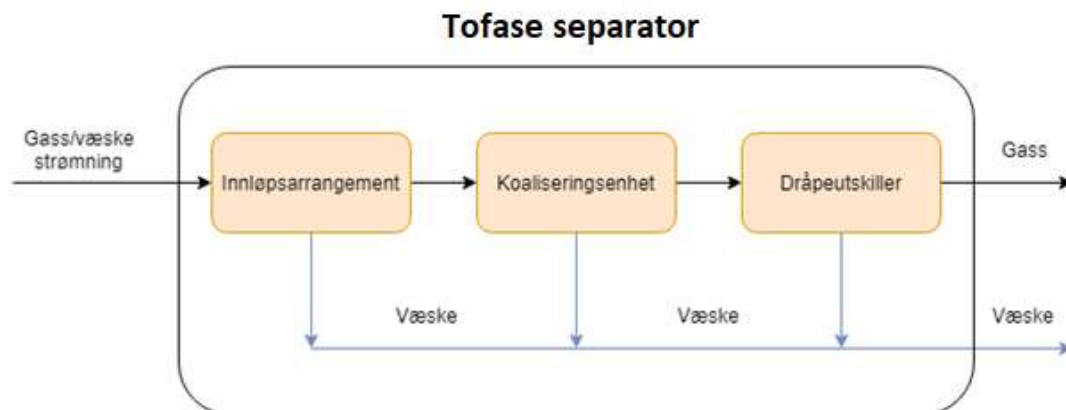 Tofase separator
Gass/væske
strømning
Innløpsarrangement
Koaliseringsenhet
Dråpeutskiller
Gass
Væske
Væske
Væske